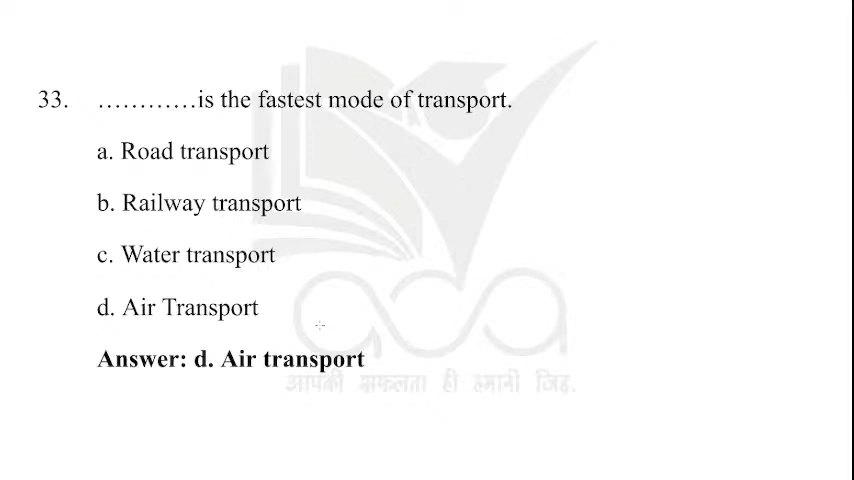 33. …………is the fastest mode of transport.
a. Road transport
b. Railway transport
c. Water transport
d. Air Transport
Answer: d. Air transport
आपकी सफलता ही हमारी जिद.